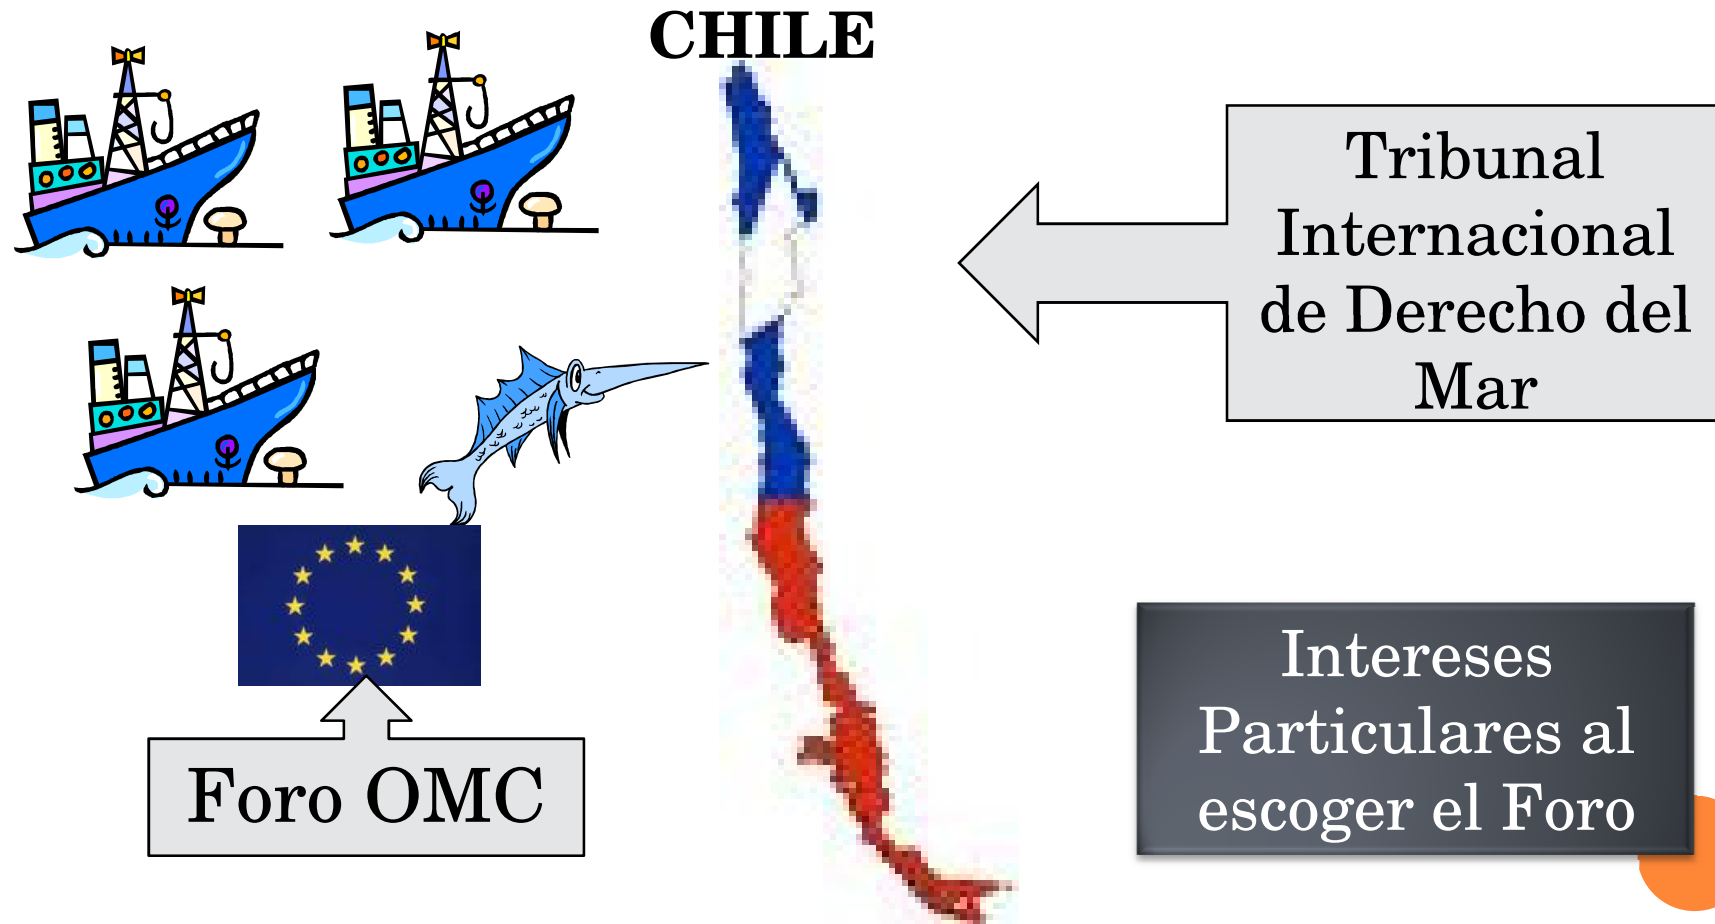 CHILE
Tribunal
Internacional
de Derecho del
Mar
Foro OMC
Intereses
Particulares al
escoger el Foro